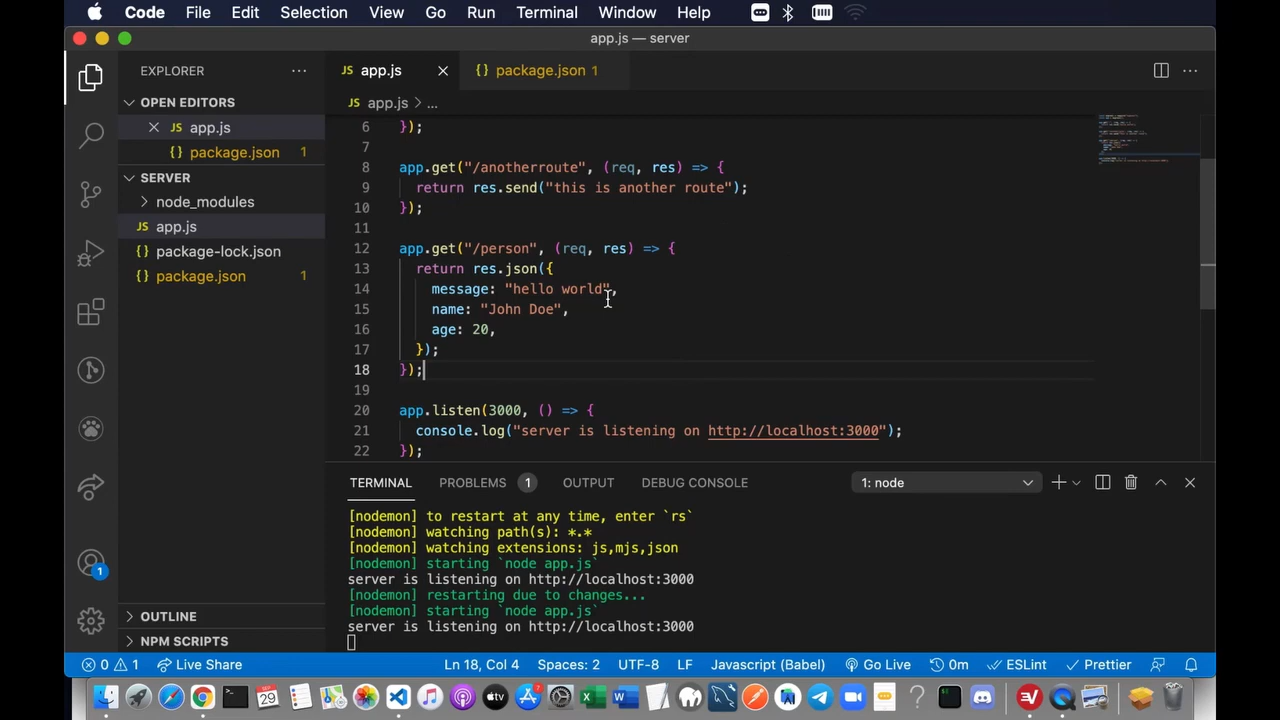 Code File Edit Selection View Go Run Terminal Window Help
app.js — server
EXPLORER
OPEN EDITORS
JS app.js
{} package.json 1
SERVER
node_modules
JS app.js
{} package-lock.json
{} package.json 1
OUTLINE
NPM SCRIPTS
1
JS app.js {} package.json 1
JS app.js > ...
6 });
7
8 app.get("/anotherroute", (req, res) => {
9 return res.send("this is another route");
10 });
11
12 app.get("/person", (req, res) => {
13 return res.json({
14 message: "hello world",
15 name: "John Doe",
16 age: 20,
17 });
18 });
19
20 app.listen(3000, () => {
21 console.log("server is listening on http://localhost:3000");
22 });
TERMINAL PROBLEMS 1 OUTPUT DEBUG CONSOLE 1: node
[nodemon] to restart at any time, enter `rs`
[nodemon] watching path(s): *.*
[nodemon] watching extensions: js,mjs,json
[nodemon] starting `node app.js`
server is listening on http://localhost:3000
[nodemon] restarting due to changes...
[nodemon] starting `node app.js`
server is listening on http://localhost:3000
0 1 Live Share Ln 18, Col 4 Spaces: 2 UTF-8 LF Javascript (Babel) Go Live 0m ESLint Prettier
29